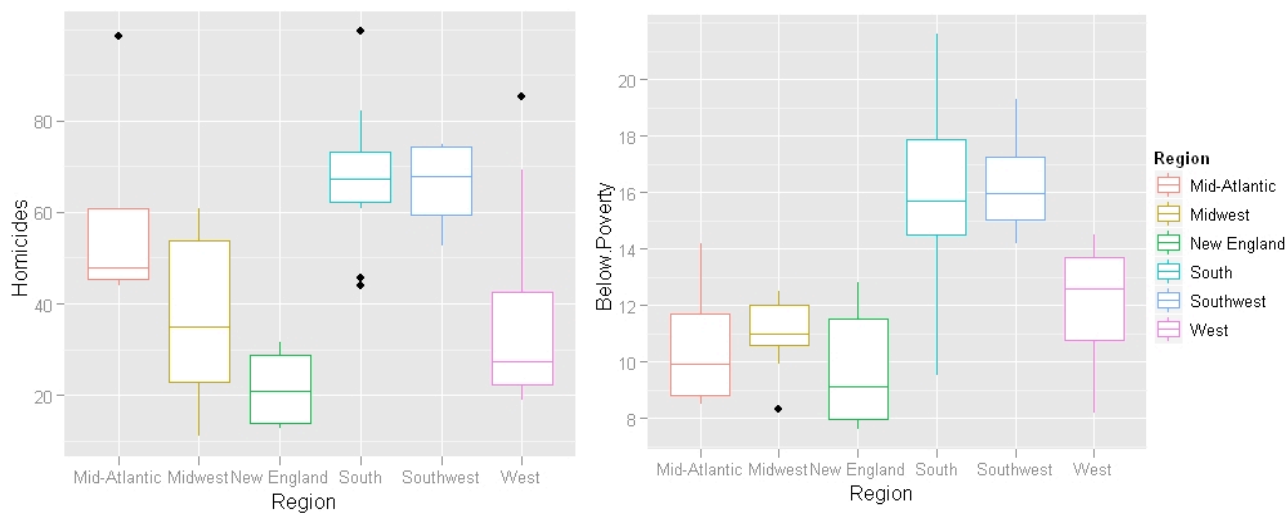 Homicides
80
60
40
20
Mid-Atlantic Midwest New England South Southwest West
Region
Below.Poverty
20
18
16
14
12
10
8
Mid-Atlantic Midwest New England South Southwest West
Region
Region
Mid-Atlantic
Midwest
New England
South
Southwest
West